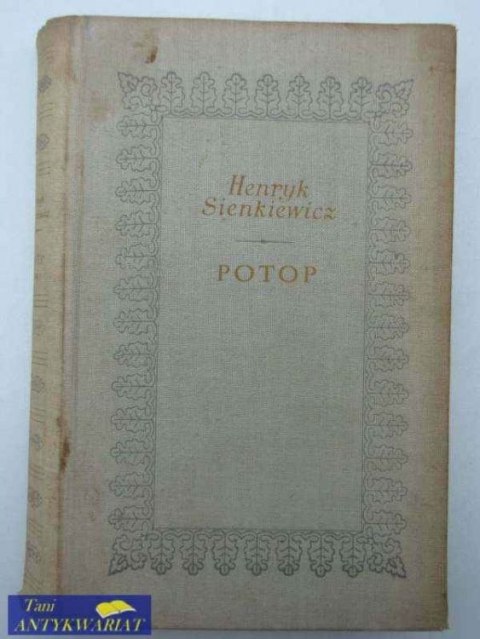 Henryk
Sienkiewicz
POTOP
Tani
ANTYKWARIAT